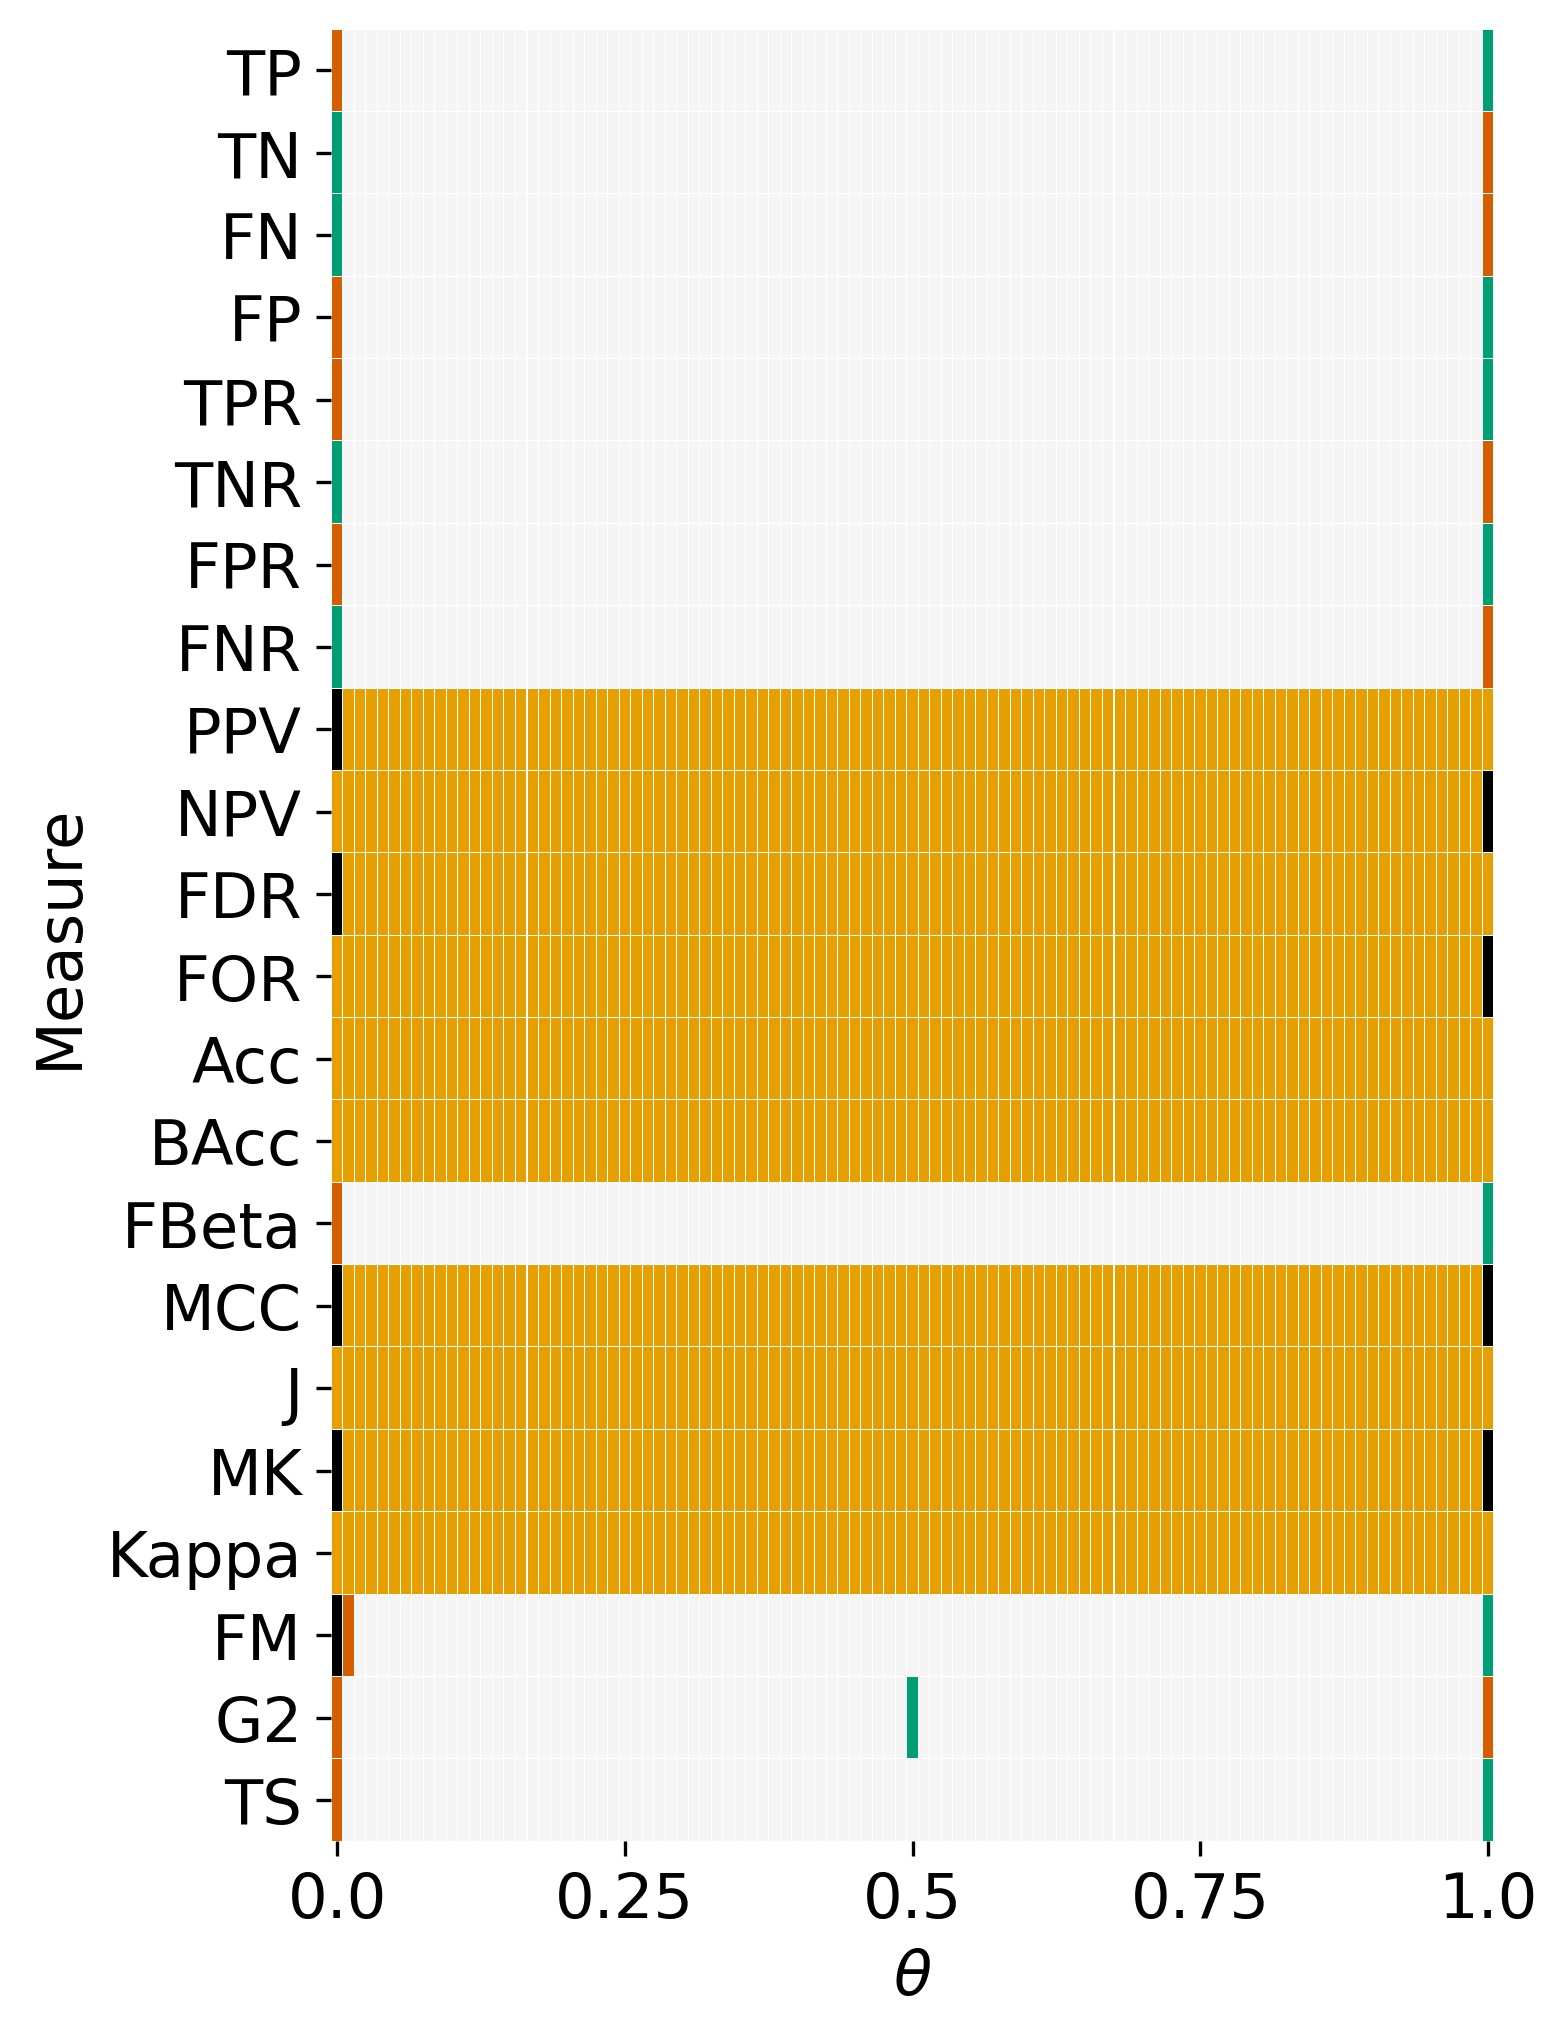 Measure
TP
TN
FN
FP
TPR
TNR
FPR
FNR
PPV
NPV
FDR
FOR
Acc
BAcc
FBeta
MCC
J
MK
Kappa
FM
G2
TS
0.0 0.25 0.5 0.75 1.0
θ